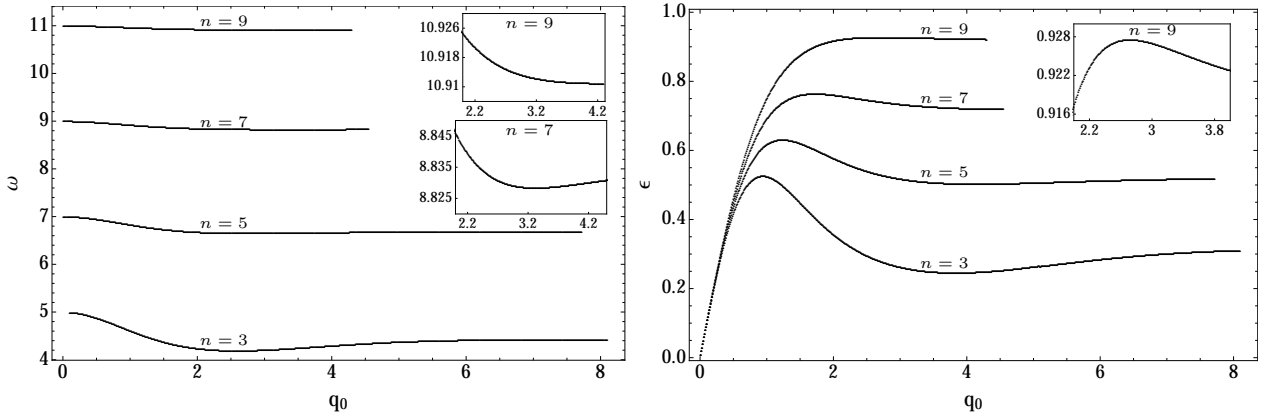 11
10
9
8
7
6
5
4
ω
n = 9
n = 7
n = 5
n = 3
0
2
4
6
8
q0
n = 9
10.926
10.918
10.91
2.2
3.2
4.2
n = 7
8.845
8.835
8.825
2.2
3.2
4.2
1.0
0.8
0.6
0.4
0.2
0.0
ϵ
n = 9
n = 7
n = 5
n = 3
0
2
4
6
8
q0
n = 9
0.928
0.922
0.916
2.2
3
3.8